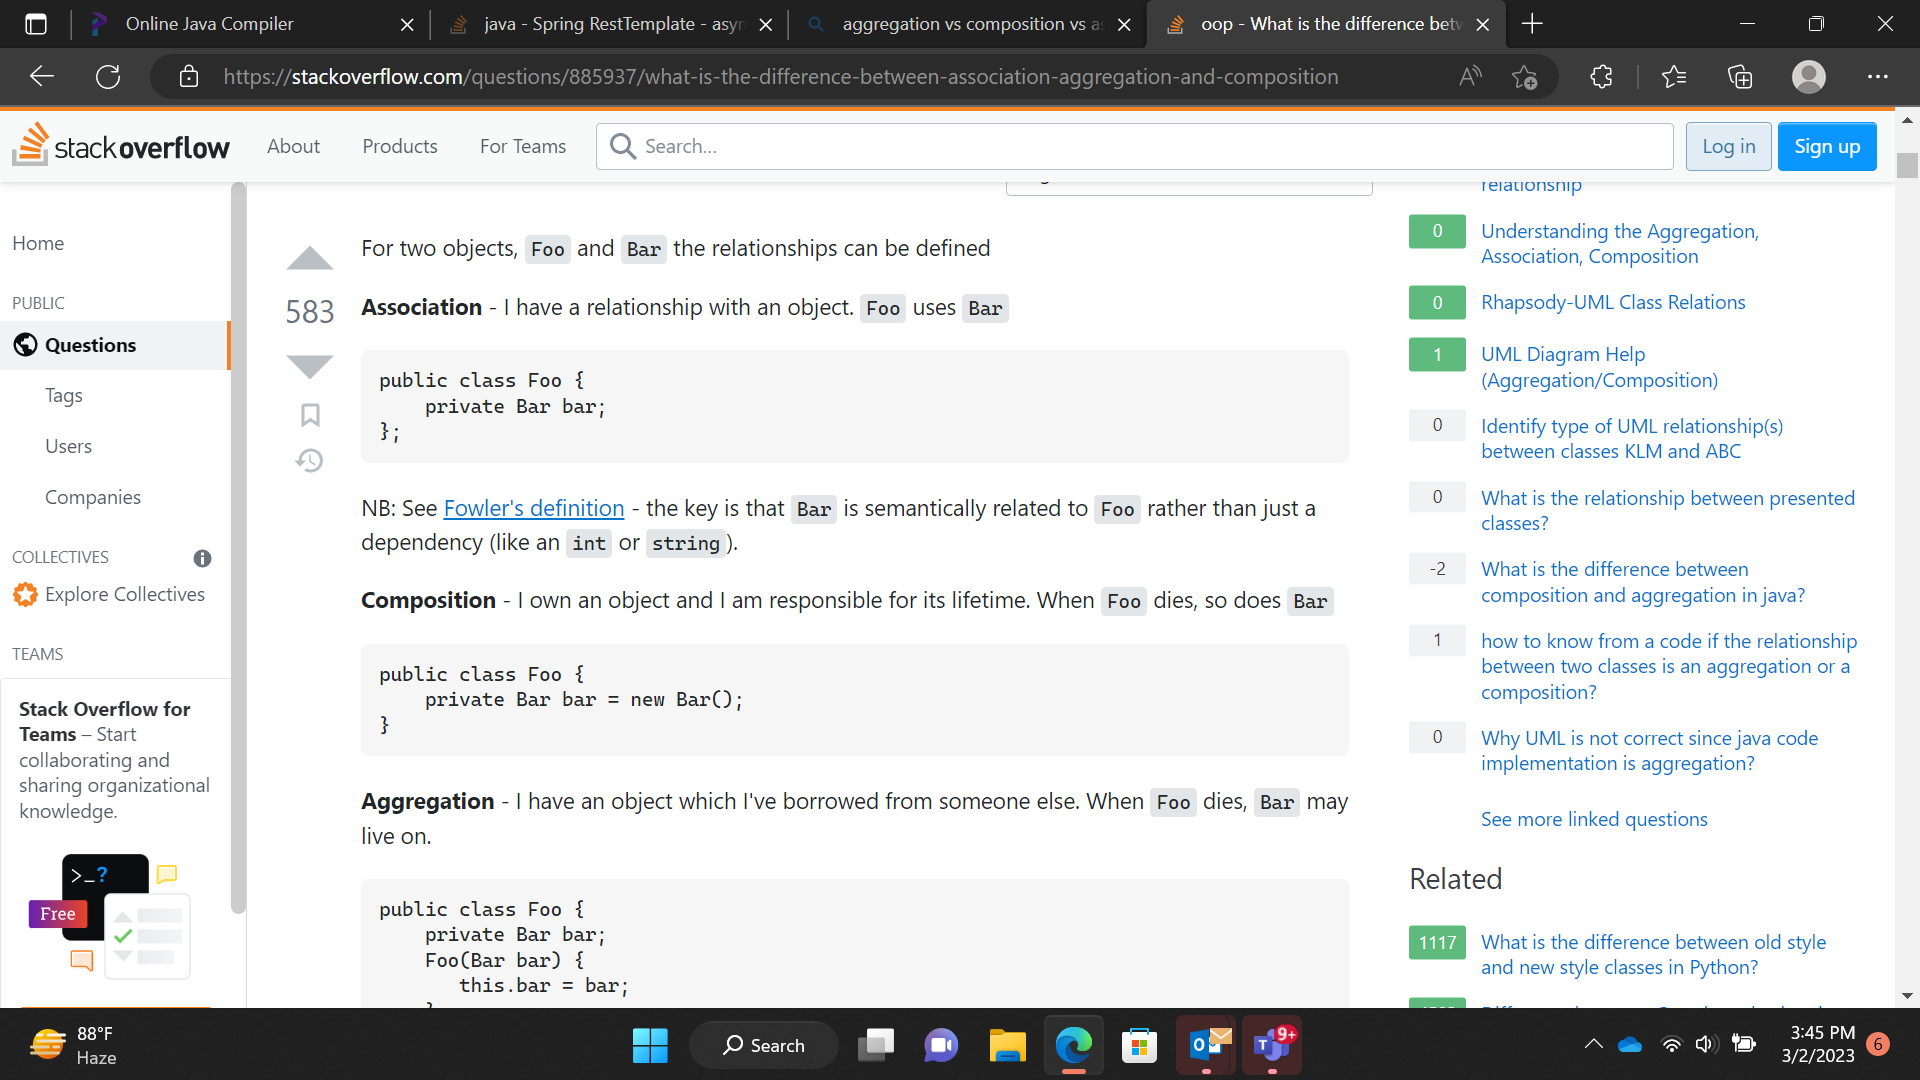 Online Java Compiler
java - Spring RestTemplate - asyn
aggregation vs composition vs as
oop - What is the difference betw
https://stackoverflow.com/questions/885937/what-is-the-difference-between-association-aggregation-and-composition
stackoverflow
About
Products
For Teams
Search...
Log in
Sign up
Home
PUBLIC
Questions
Tags
Users
Companies
COLLECTIVES
Explore Collectives
TEAMS
Stack Overflow for
Teams – Start
collaborating and
sharing organizational
knowledge.
>_?
Free
583
For two objects, Foo and Bar the relationships can be defined
Association - I have a relationship with an object. Foo uses Bar
public class Foo {
    private Bar bar;
};
NB: See Fowler's definition - the key is that Bar is semantically related to Foo rather than just a
dependency (like an int or string).
Composition - I own an object and I am responsible for its lifetime. When Foo dies, so does Bar
public class Foo {
    private Bar bar = new Bar();
}
Aggregation - I have an object which I've borrowed from someone else. When Foo dies, Bar may
live on.
public class Foo {
    private Bar bar;
    Foo(Bar bar) {
       this.bar = bar;
relationship
0 Understanding the Aggregation,
Association, Composition
0 Rhapsody-UML Class Relations
1 UML Diagram Help
(Aggregation/Composition)
0 Identify type of UML relationship(s)
between classes KLM and ABC
0 What is the relationship between presented
classes?
-2 What is the difference between
composition and aggregation in java?
1 how to know from a code if the relationship
between two classes is an aggregation or a
composition?
0 Why UML is not correct since java code
implementation is aggregation?
See more linked questions
Related
1117 What is the difference between old style
and new style classes in Python?
88°F
Haze
Search
9+
3:45 PM
3/2/2023
6